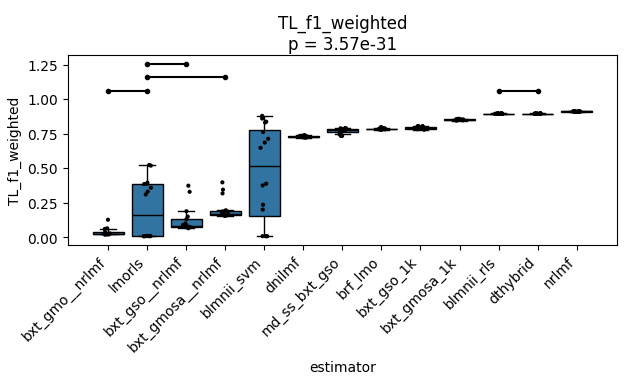 TL_f1_weighted
p = 3.57e-31
TL_f1_weighted
1.25
1.00
0.75
0.50
0.25
0.00
bxt_gmo__nrlmf
lmorls
bxt_gso__nrlmf
bxt_gmosa__nrlmf
blmnii_svm
dnilmf
md_ss_bxt_gso
brf_lmo
bxt_gso_1k
bxt_gmosa_1k
blmnii_rls
dthybrid
nrlmf
estimator